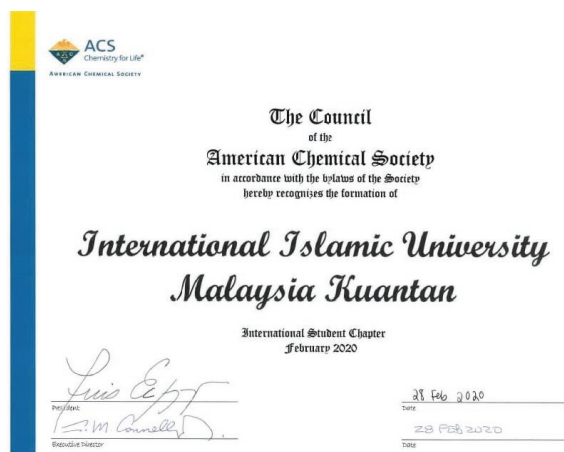 ACS
Chemistry for Life®
AMERICAN CHEMICAL SOCIETY
The Council
of the
American Chemical Society
in accordance with the bylaws of the Society
hereby recognizes the formation of
International Islamic University
Malaysia Kuantan
International Student Chapter
February 2020
28 Feb 2020
President
Date
28 FEB 2020
Executive Director
Date